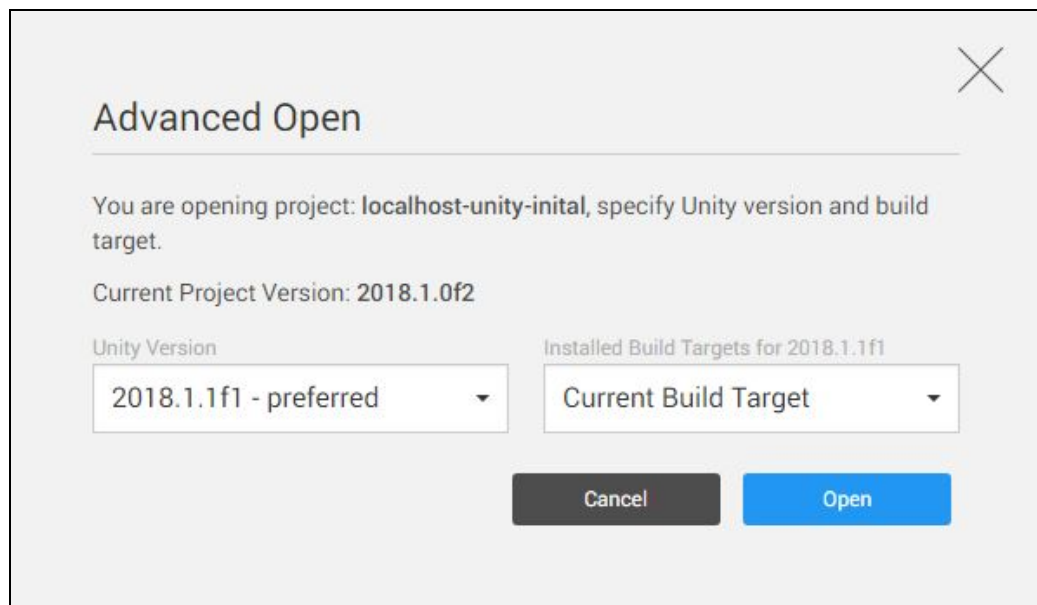 Advanced Open
You are opening project: localhost-unity-inital, specify Unity version and build
target.
Current Project Version: 2018.1.0f2
Unity Version
Installed Build Targets for 2018.1.1f1
2018.1.1f1 - preferred
Current Build Target
Cancel
Open